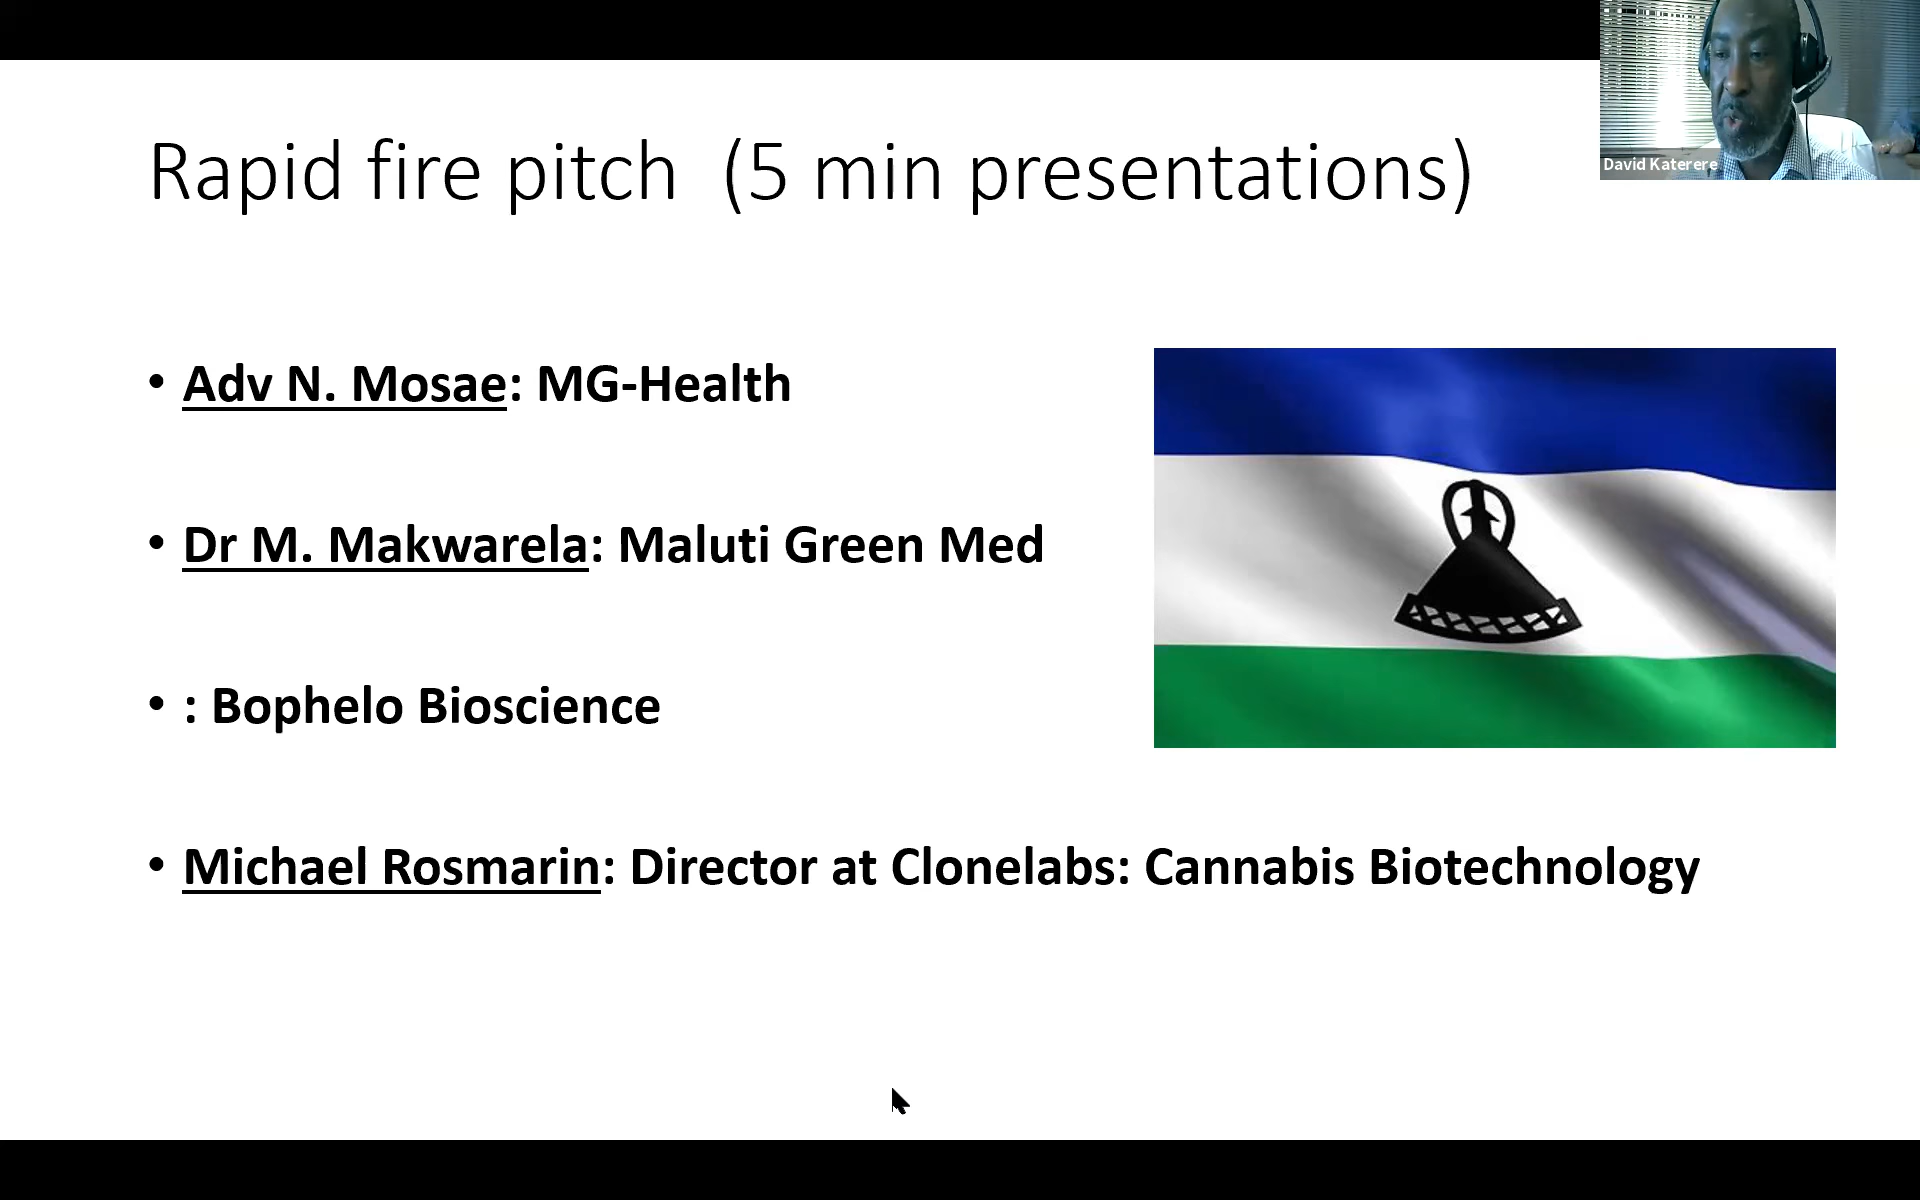 David Katerere
Rapid fire pitch  (5 min presentations)
• Adv N. Mosae: MG-Health
• Dr M. Makwarela: Maluti Green Med
• : Bophelo Bioscience
• Michael Rosmarin: Director at Clonelabs: Cannabis Biotechnology